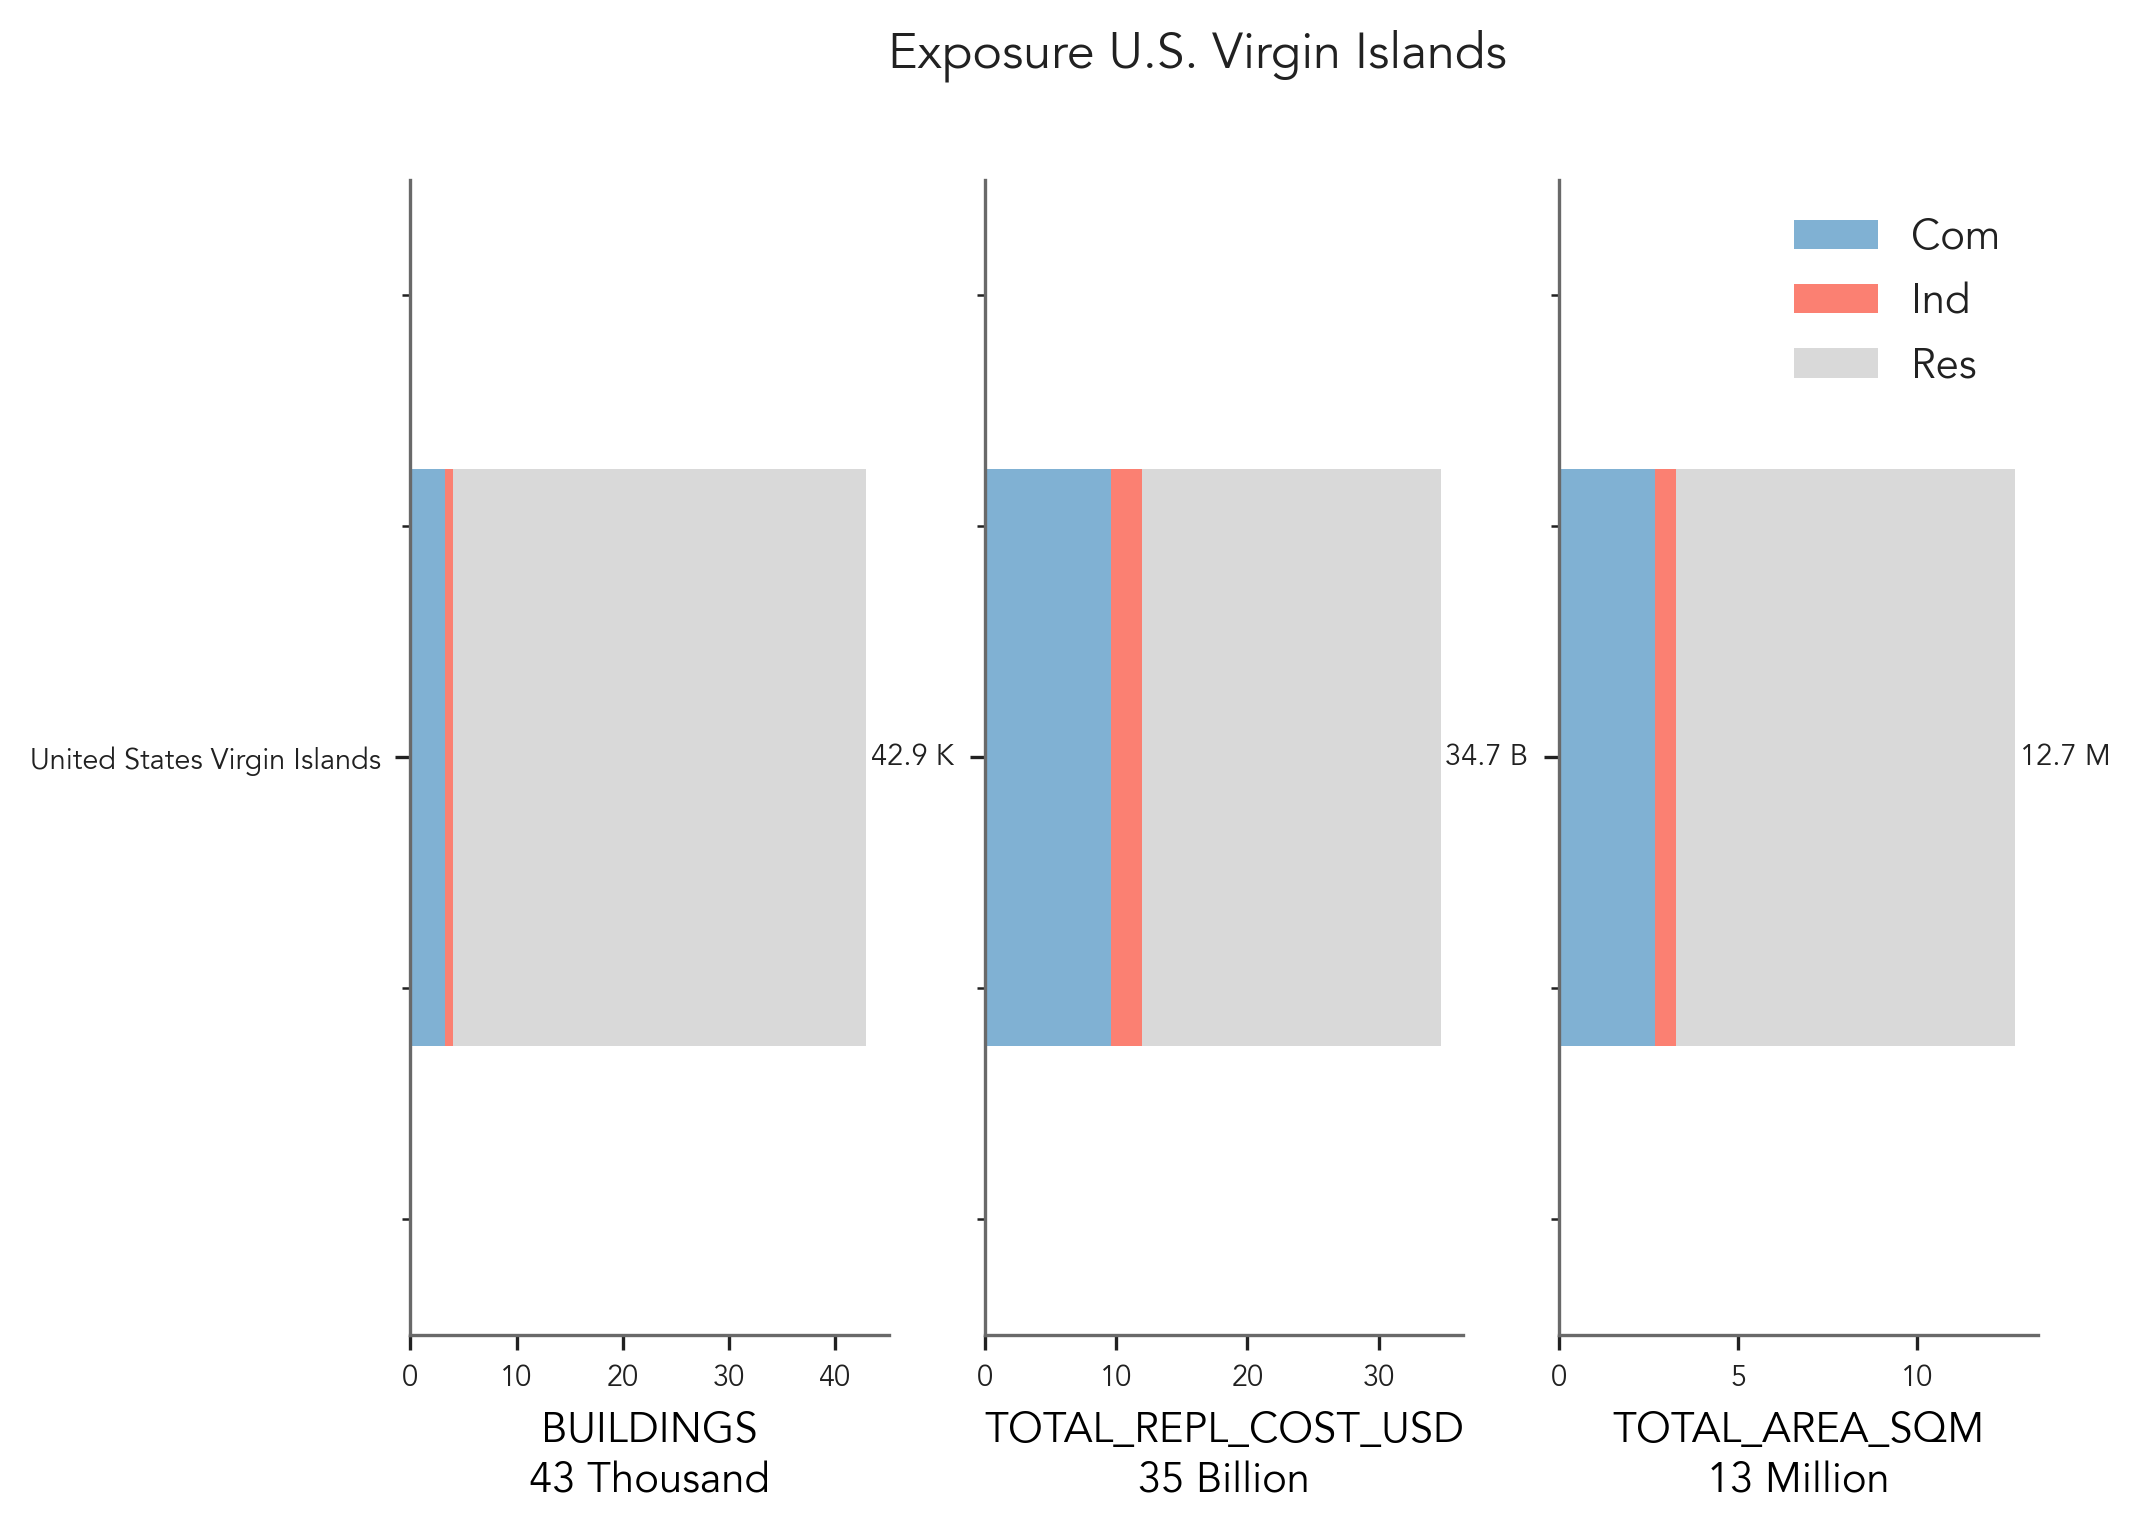 Exposure U.S. Virgin Islands
Com
Ind
Res
United States Virgin Islands
42.9 K
34.7 B
12.7 M
0 10 20 30 40
0 10 20 30
0 5 10
BUILDINGS
43 Thousand
TOTAL_REPL_COST_USD
35 Billion
TOTAL_AREA_SQM
13 Million